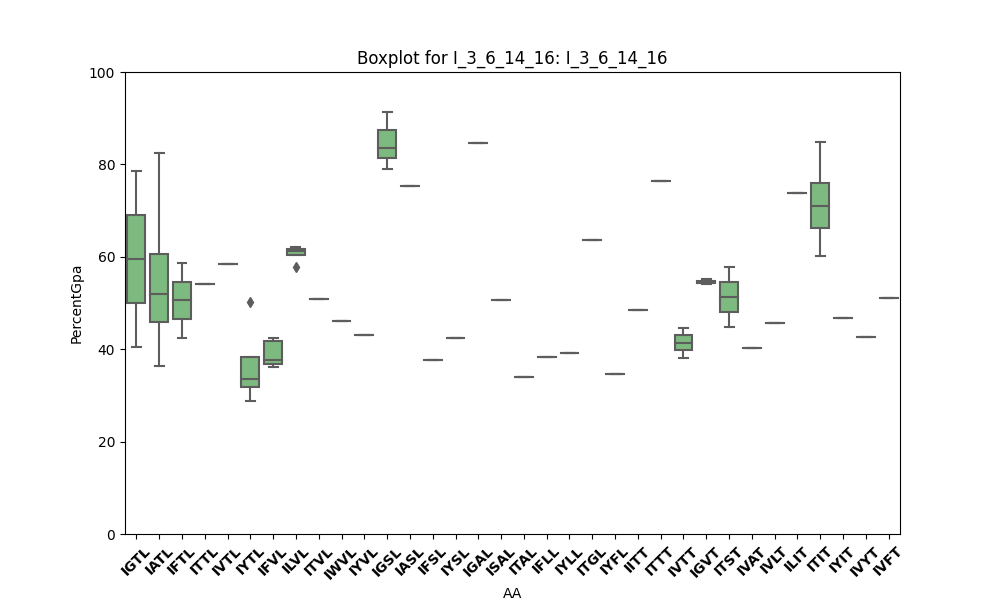 Boxplot for I_3_6_14_16: I_3_6_14_16
100
80
60
40
20
0
PercentGpa
IGTL
IATL
IFTL
ITTL
IVTL
IYTL
IFVL
ILVL
ITVL
IWVL
IYVL
IGSL
IASL
IFSL
IYSL
IGAL
ISAL
ITAL
IFLL
IYLL
ITGL
IYFL
IITT
ITTT
IVTT
IGVT
ITST
IVAT
IVLT
ILIT
ITIT
IYIT
IVYT
IVFT
AA